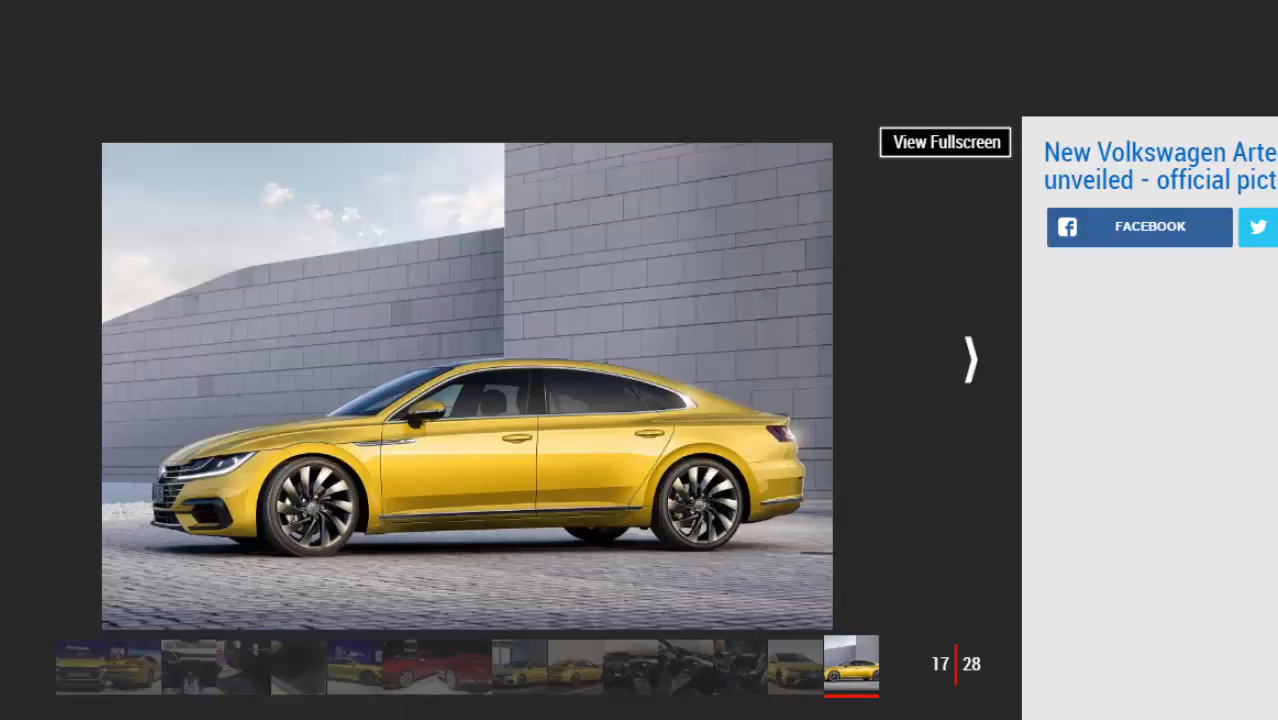 View Fullscreen
New Volkswagen Arte
unveiled - official pict
FACEBOOK
17 28